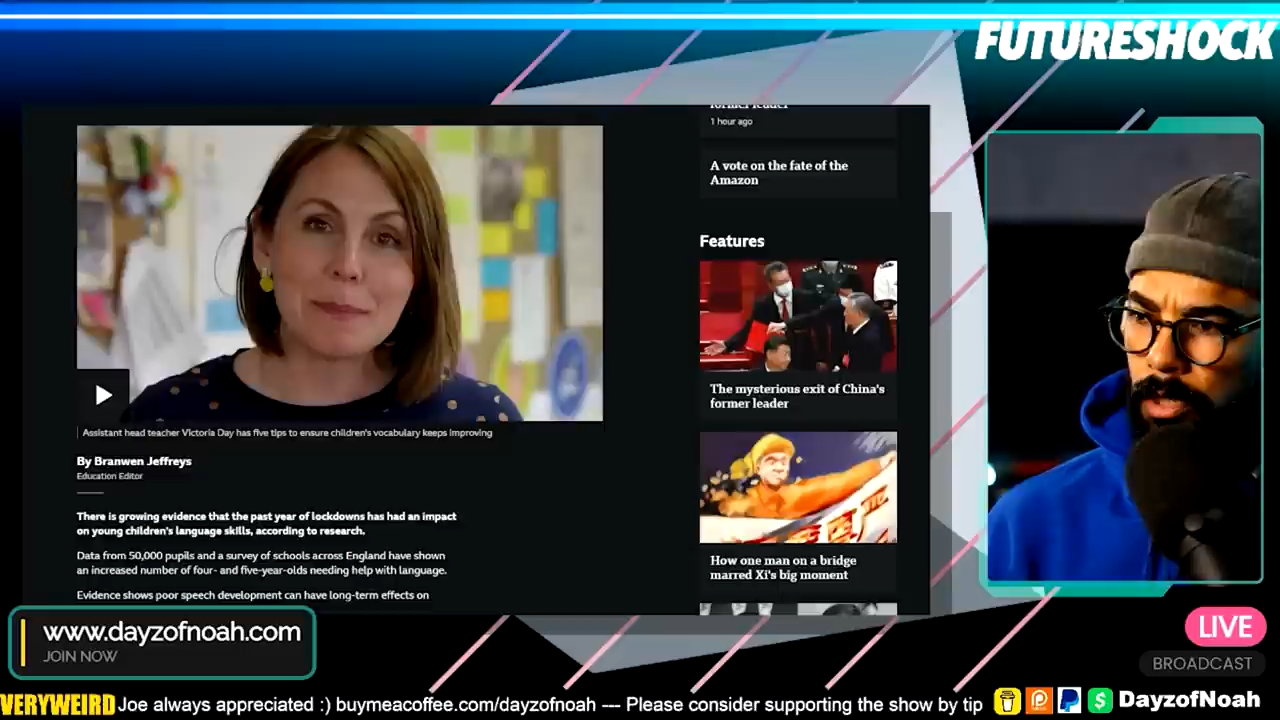 FUTURESHOCK
former leader
1 hour ago
A vote on the fate of the
Amazon
Features
The mysterious exit of China's
former leader
How one man on a bridge
marred Xi's big moment
Assistant head teacher Victoria Day has five tips to ensure children's vocabulary keeps improving
By Branwen Jeffreys
Education Editor
There is growing evidence that the past year of lockdowns has had an impact
on young children's language skills, according to research.
Data from 50,000 pupils and a survey of schools across England have shown
an increased number of four- and five-year-olds needing help with language.
Evidence shows poor speech development can have long-term effects on
www.dayzofnoah.com
JOIN NOW
LIVE
BROADCAST
VERYWEIRD Joe always appreciated :) buymeacoffee.com/dayzofnoah --- Please consider supporting the show by tip
$ DayzofNoah